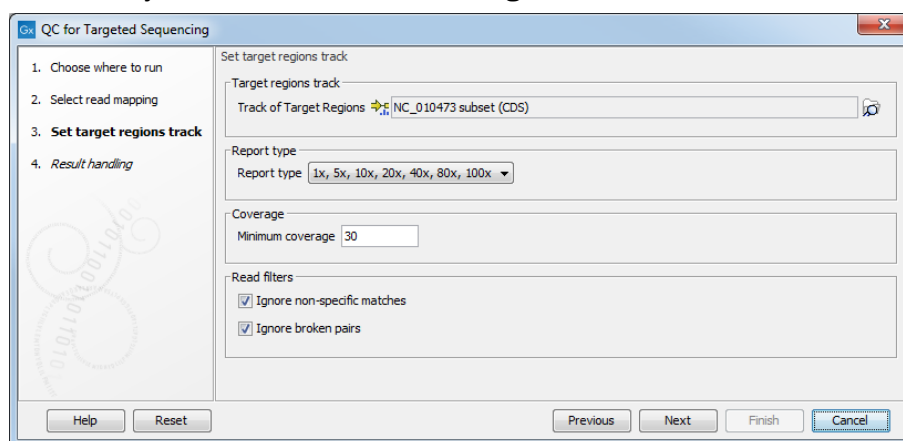 Gx QC for Targeted Sequencing
1. Choose where to run
2. Select read mapping
3. Set target regions track
4. Result handling
Set target regions track
Target regions track
Track of Target Regions NC_010473 subset (CDS)
Report type
Report type 1x, 5x, 10x, 20x, 40x, 80x, 100x
Coverage
Minimum coverage 30
Read filters
Ignore non-specific matches
Ignore broken pairs
Help Reset Previous Next Finish Cancel